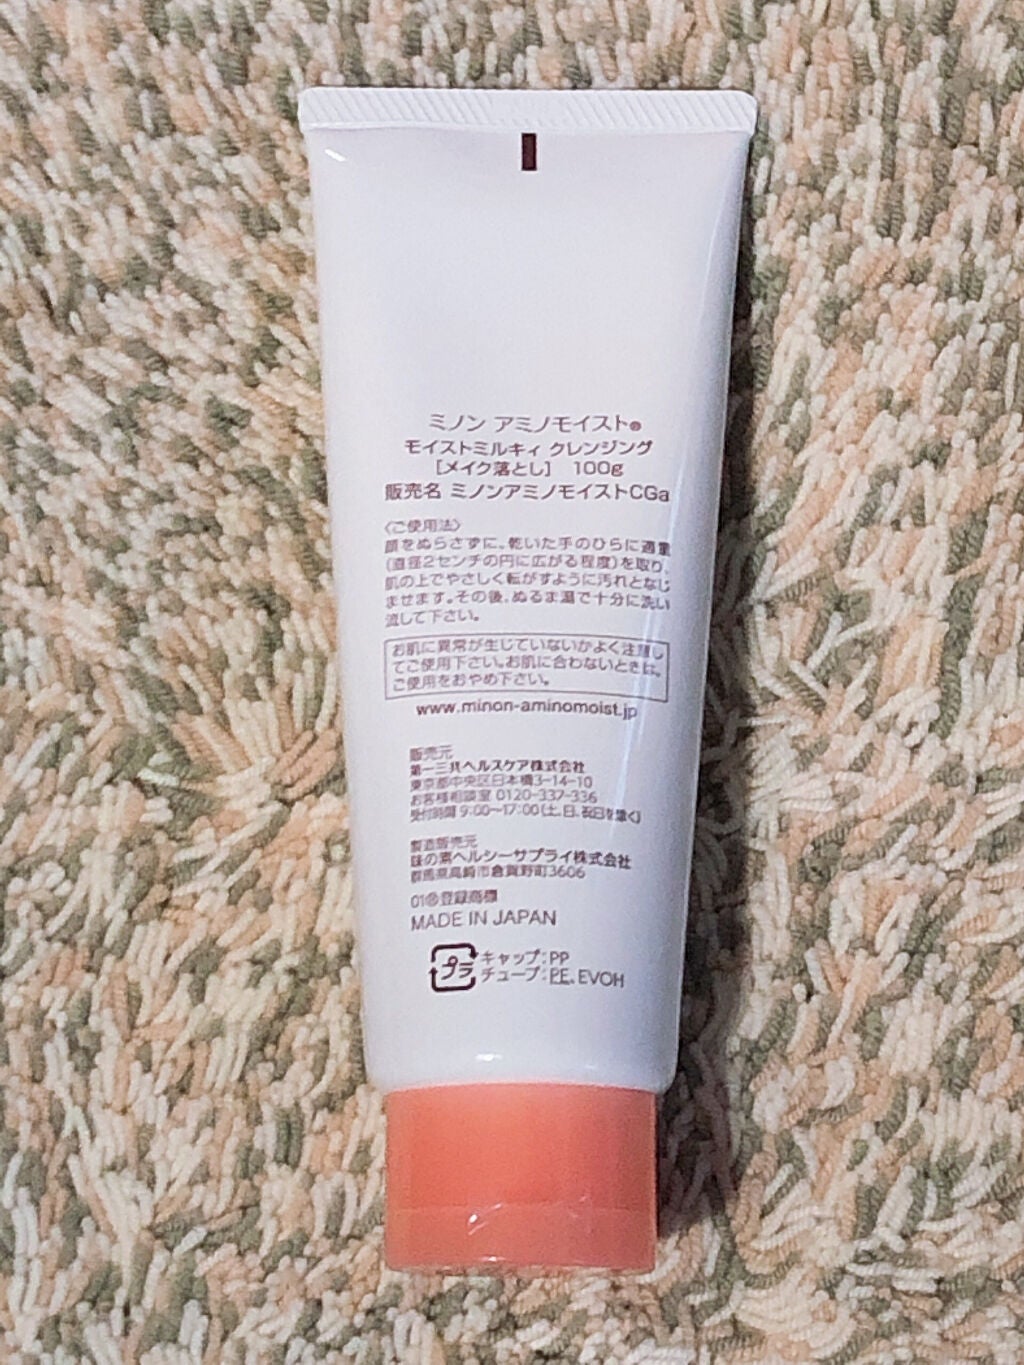 ミノン アミノモイスト®
モイストミルキィ クレンジング
[メイク落とし] 100g
販売名 ミノンアミノモイストCGa
〈ご使用法〉
顔をぬらさずに、乾いた手のひらに適量
(直径2センチの円に広がる程度)を取り、
肌の上でやさしく転がすように汚れとなじ
ませます。その後、ぬるま湯で十分に洗い
流して下さい。
お肌に異常が生じていないかよく注意し
てご使用下さい。お肌に合わないときは、
ご使用をおやめ下さい。
www.minon-aminomoist.jp
販売元
第一三共ヘルスケア株式会社
東京都中央区日本橋3-14-10
お客様相談室 0120-337-336
受付時間 9:00〜17:00(土、日、祝日を除く)
製造販売元
味の素ヘルシーサプライ株式会社
群馬県高崎市倉賀野町3606
01®登録商標
MADE IN JAPAN
プラ
キャップ:PP
チューブ:PE、EVOH